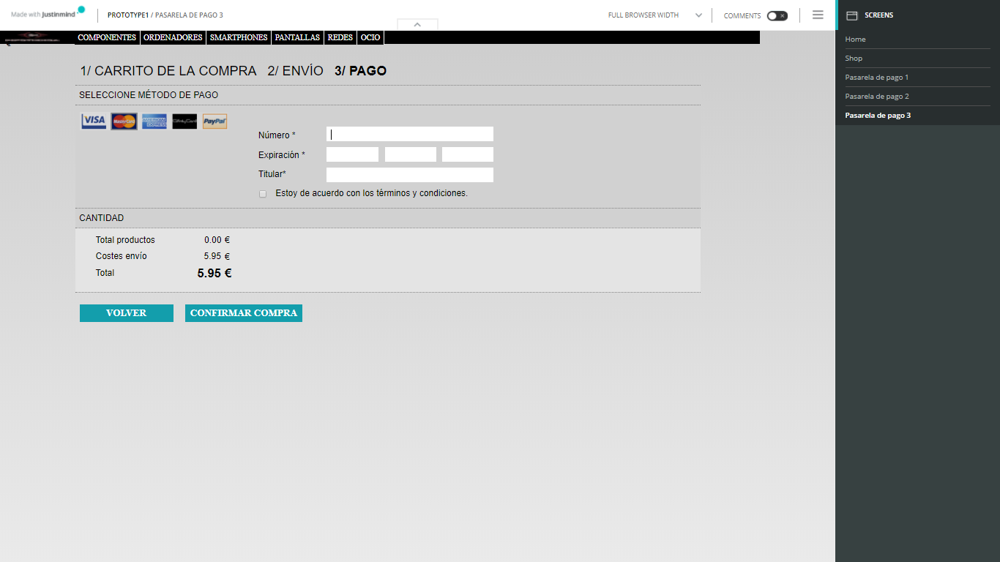 Made with Justinmind
PROTOTYPE1 / PASARELA DE PAGO 3
FULL BROWSER WIDTH
COMMENTS
SCREENS
Home
Shop
Pasarela de pago 1
Pasarela de pago 2
Pasarela de pago 3
COMPONENTES ORDENADORES SMARTPHONES PANTALLAS REDES OCIO
€
1/ CARRITO DE LA COMPRA 2/ ENVÍO 3/ PAGO
SELECCIONE MÉTODO DE PAGO
VISA MasterCard AMERICAN EXPRESS PayPal
Número *
Expiración *
Titular*
Estoy de acuerdo con los términos y condiciones.
CANTIDAD
Total productos 0.00 €
Costes envío 5.95 €
Total 5.95 €
VOLVER CONFIRMAR COMPRA